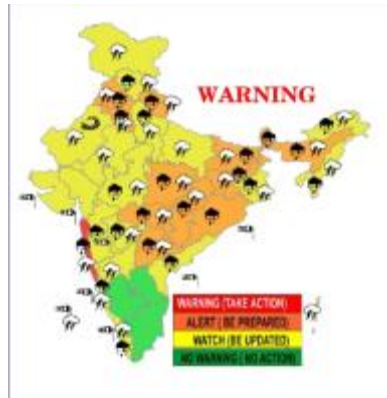 WARNING
WARNING (TAKE ACTION)
ALERT ( BE PREPARED)
WATCH (BE UPDATED)
NO WARNING ( NO ACTION)